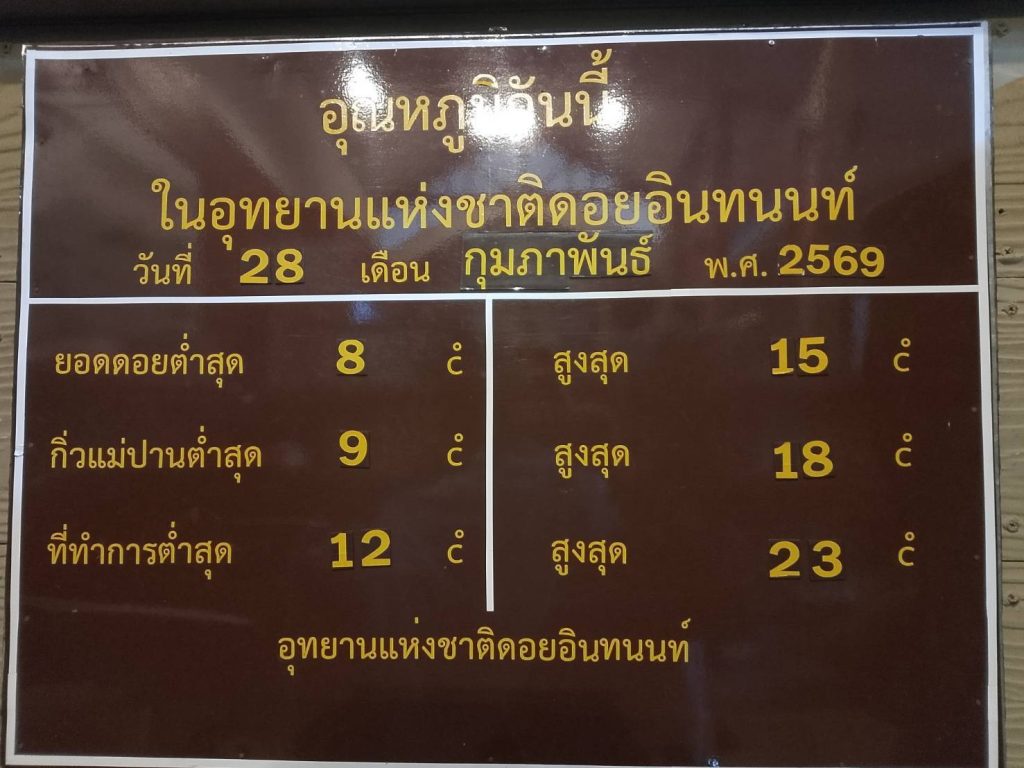 อุณหภูมิวันนี้
ในอุทยานแห่งชาติดอยอินทนนท์
วันที่ 28 เดือน กุมภาพันธ์ พ.ศ. 2569
ยอดดอยต่ำสุด 8 °C สูงสุด 15 °C
กิ่วแม่ปานต่ำสุด 9 °C สูงสุด 18 °C
ที่ทำการต่ำสุด 12 °C สูงสุด 23 °C
อุทยานแห่งชาติดอยอินทนนท์